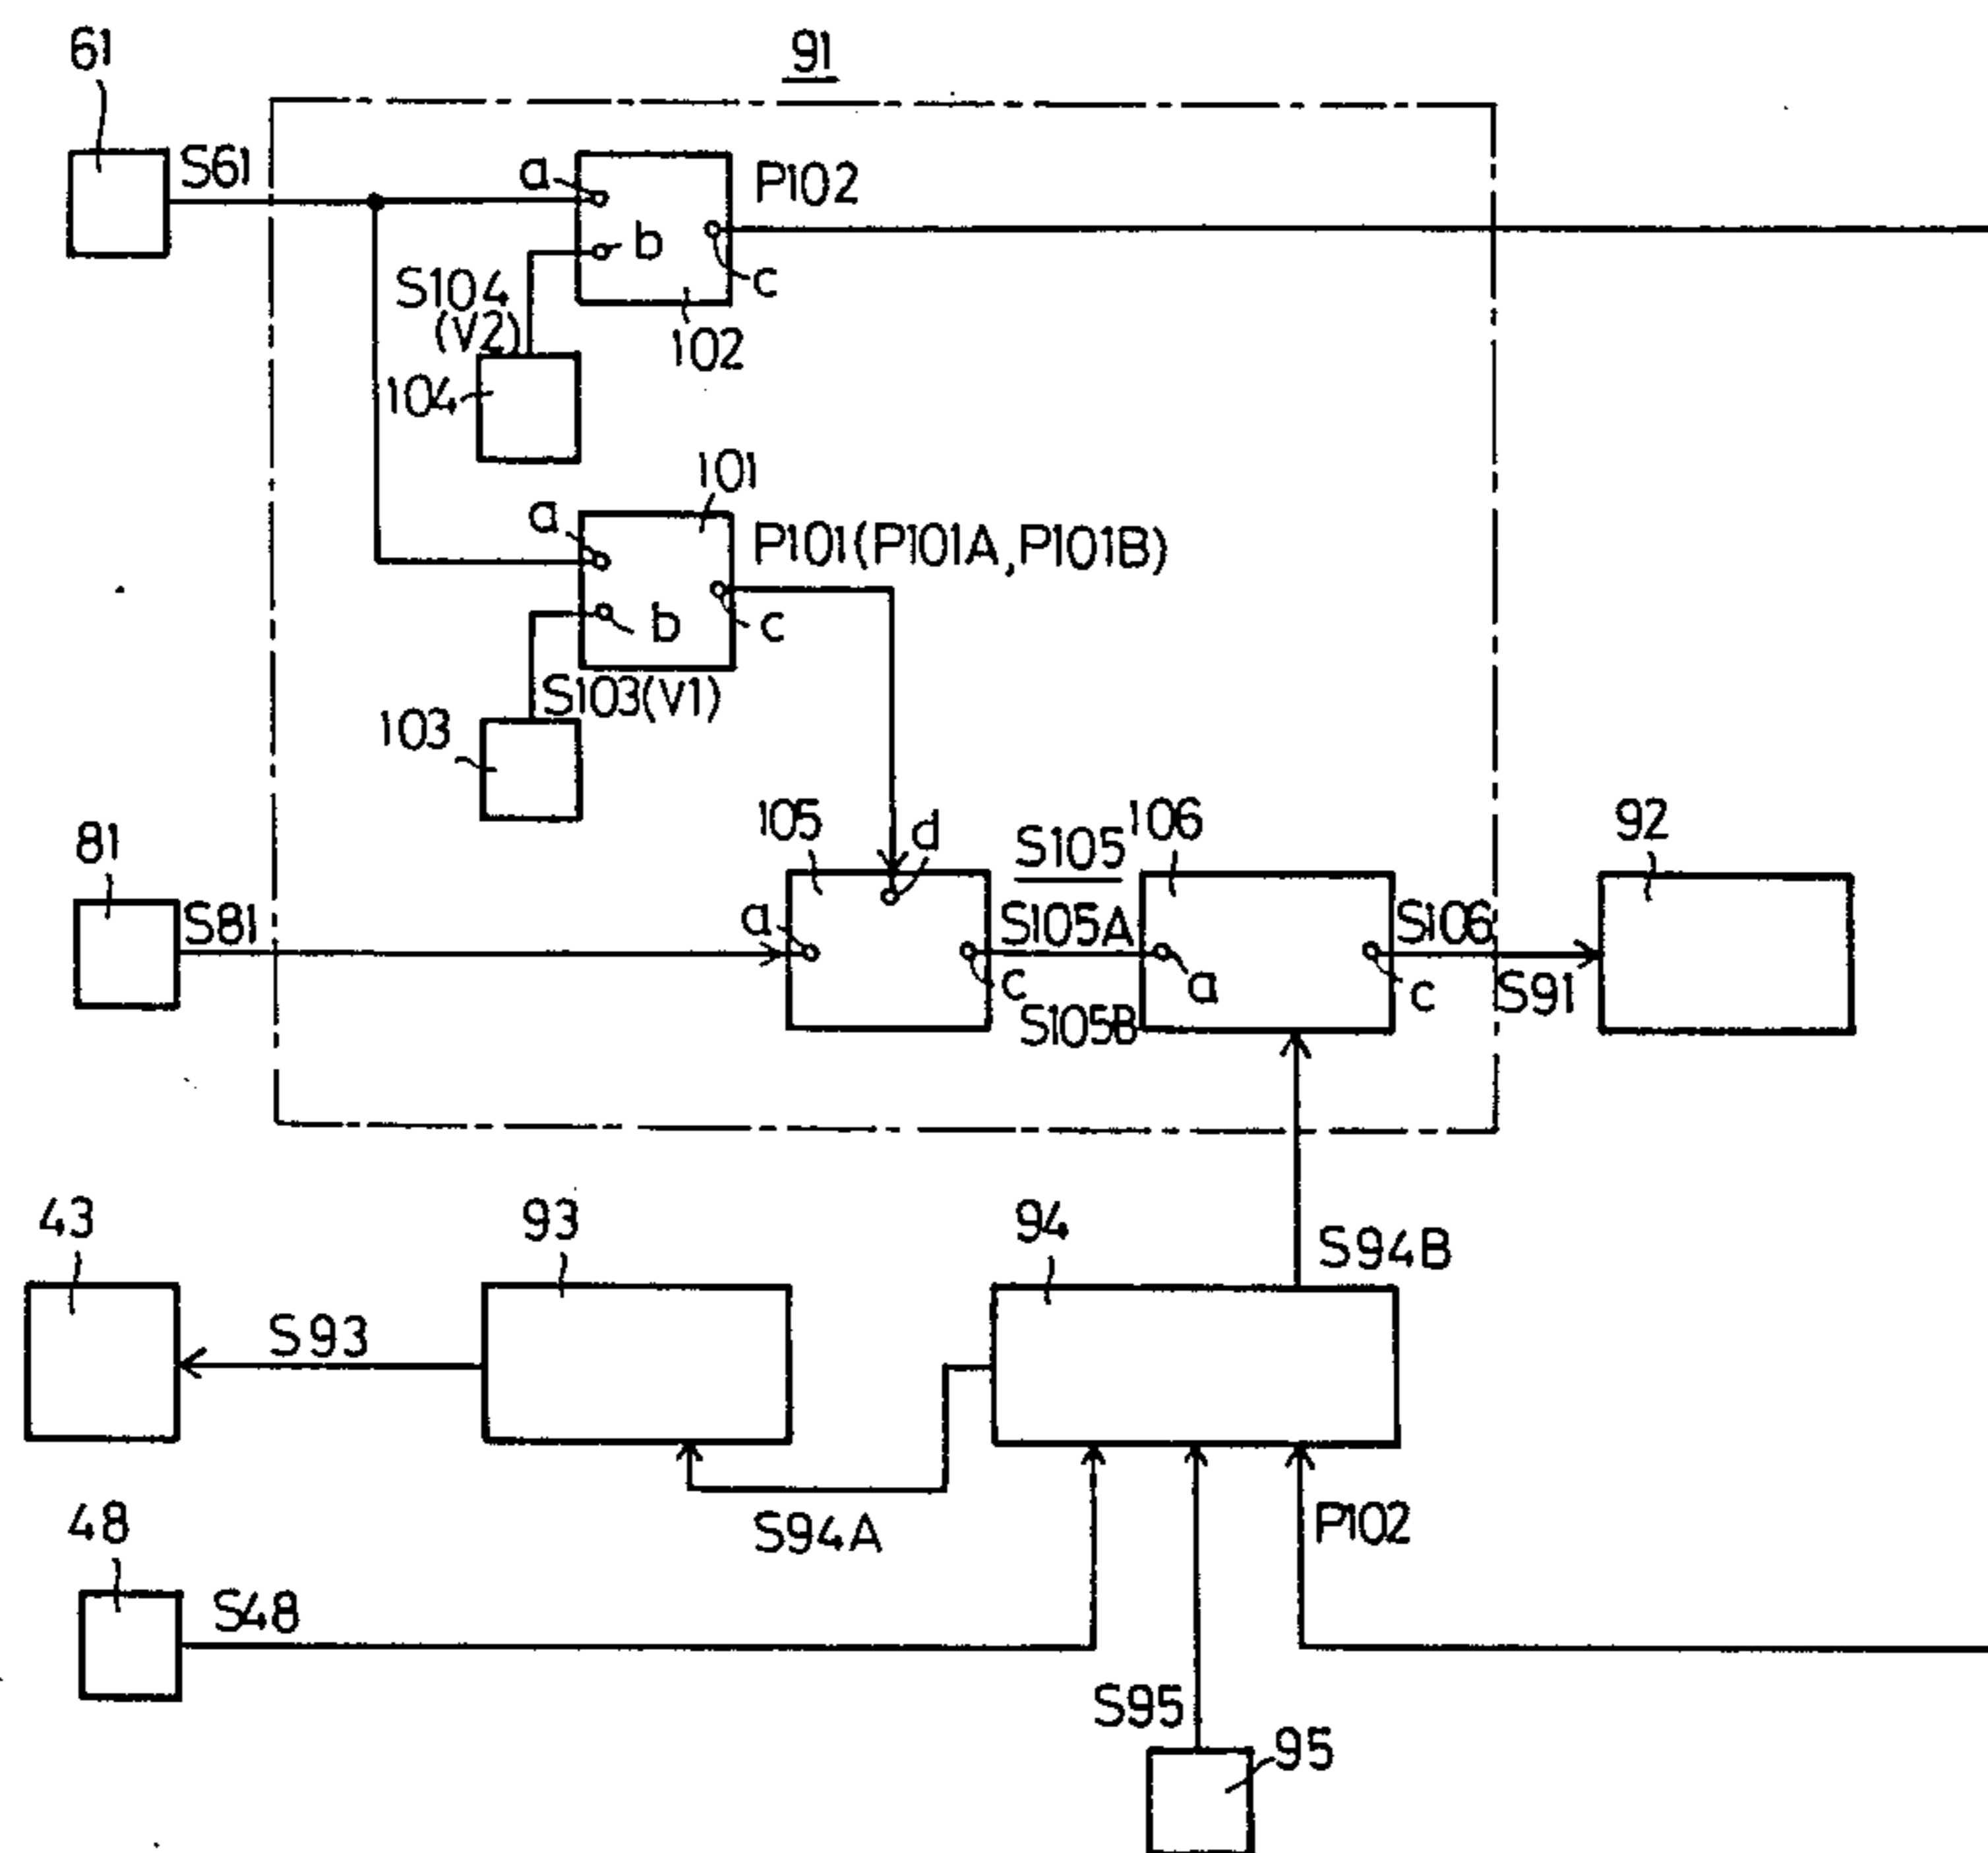 61
91
S61
a
P102
b
c
S104
(V2)
102
104
101
a
P101(P101A,P101B)
b
c
S103(V1)
103
105
d
S105
106
92
81
S81
a
S105A
S106
c
a
c
S91
S105B
43
93
94
S94B
S93
S94A
P102
48
S48
S95
95